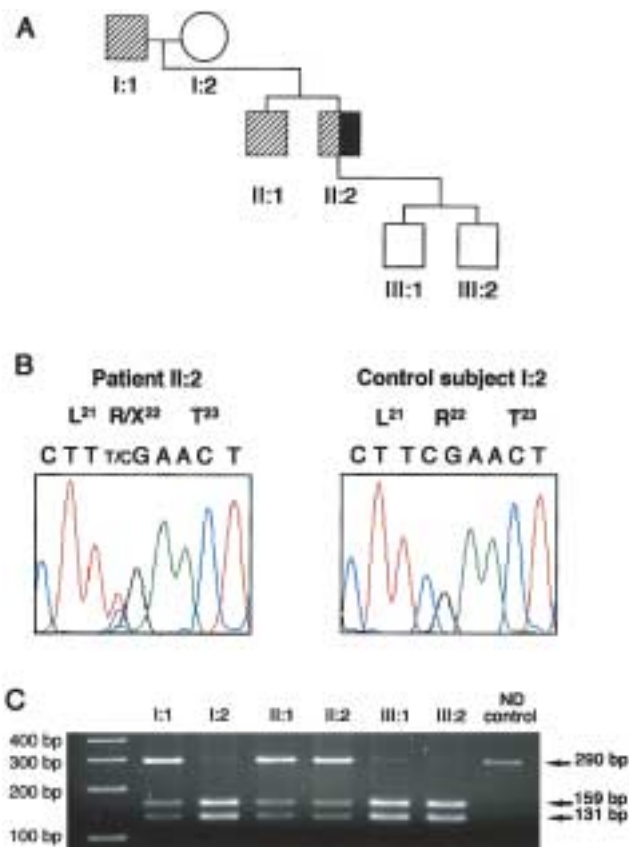 A
I:1 I:2
II:1 II:2
III:1 III:2
B
Patient II:2 Control subject I:2
L²¹ R/X²² T²³ L²¹ R²² T²³
C T T T/C G A A C T C T T C G A A C T
C
I:1 I:2 II:1 II:2 III:1 III:2 ND control
400 bp
300 bp
200 bp
100 bp
290 bp
159 bp
131 bp